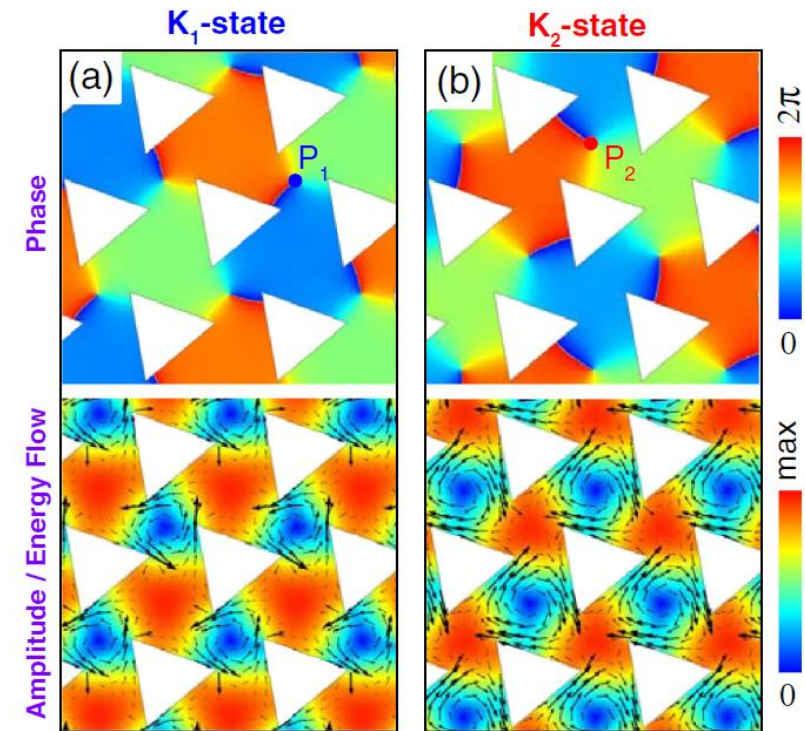 K₁-state
K₂-state
(a)
(b)
P₁
P₂
Phase
2π
0
Amplitude / Energy Flow
max
0